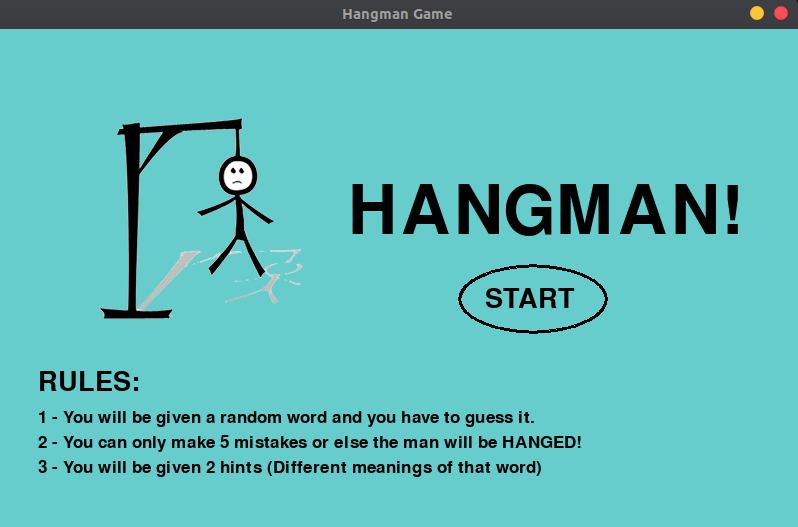 Hangman Game
HANGMAN!
START
RULES:
1 - You will be given a random word and you have to guess it.
2 - You can only make 5 mistakes or else the man will be HANGED!
3 - You will be given 2 hints (Different meanings of that word)